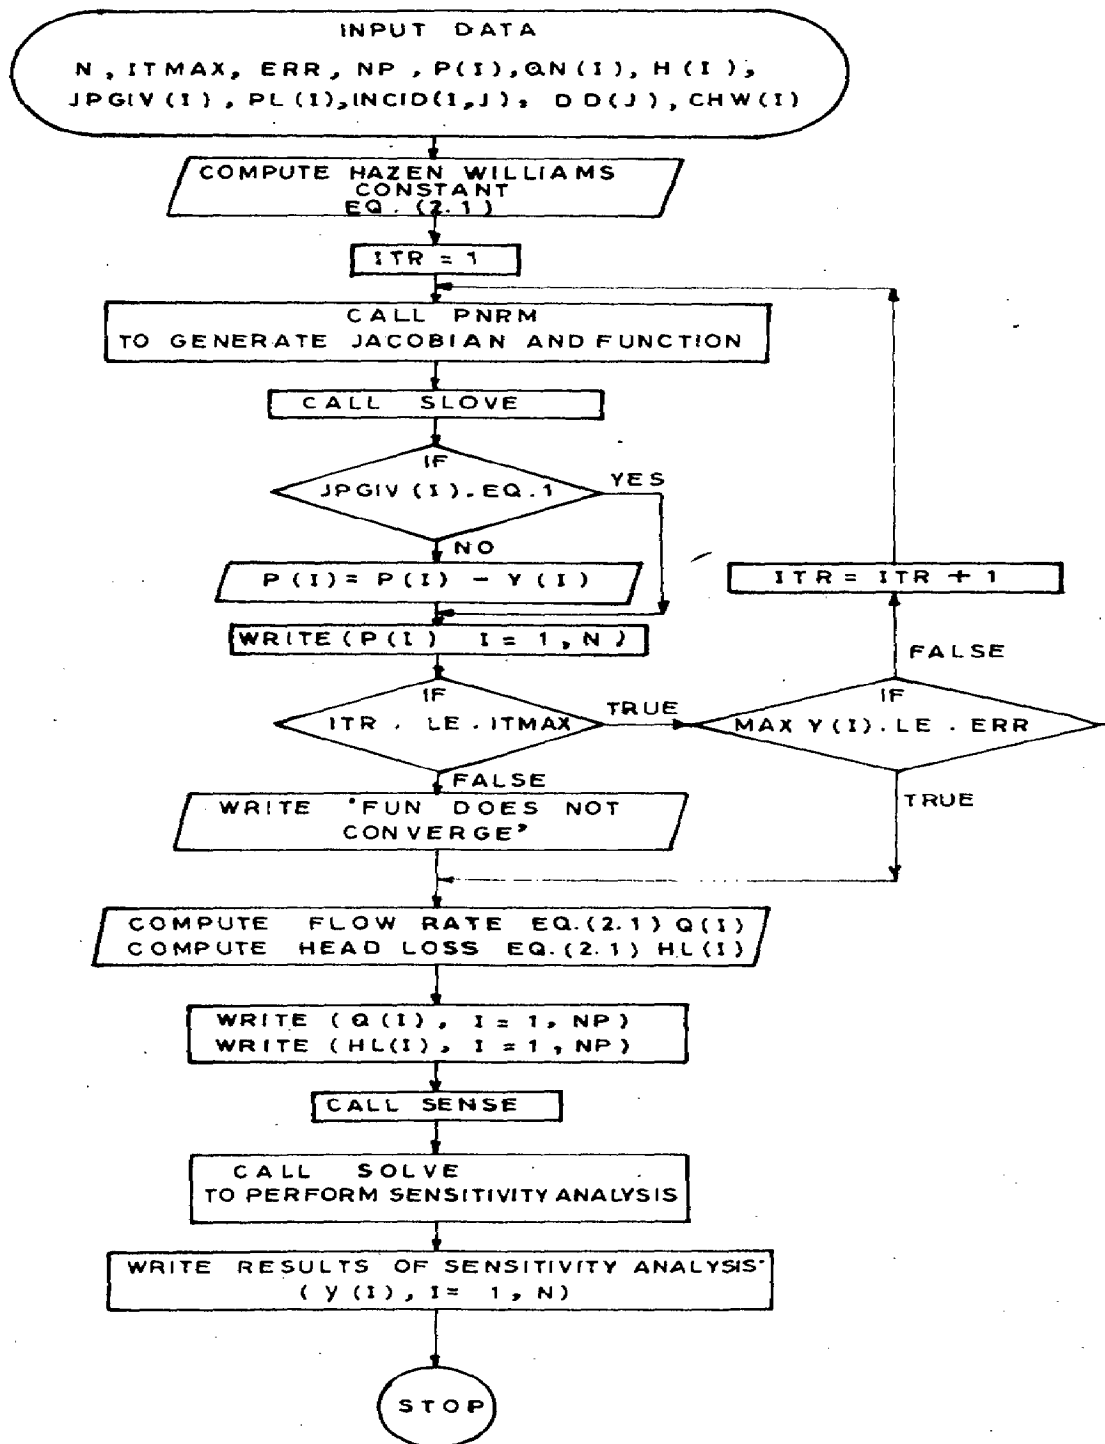 INPUT DATA
N, ITMAX, ERR, NP, P(I), QN(I), H(I),
JPGIV(I), PL(I), INCID(I,J), DD(J), CHW(I)
COMPUTE HAZEN WILLIAMS
CONSTANT
EQ. (2.1)
ITR = 1
CALL PNRM
TO GENERATE JACOBIAN AND FUNCTION
CALL SLOVE
IF
JPGIV(I).EQ.1
YES
NO
P(I) = P(I) - Y(I)
ITR = ITR + 1
WRITE(P(I) I = 1, N)
FALSE
IF
ITR . LE . ITMAX
TRUE
IF
MAX Y(I).LE . ERR
FALSE
TRUE
WRITE 'FUN DOES NOT
CONVERGE'
COMPUTE FLOW RATE EQ.(2.1) Q(I)
COMPUTE HEAD LOSS EQ.(2.1) HL(I)
WRITE (Q(I), I = 1, NP)
WRITE (HL(I), I = 1, NP)
CALL SENSE
CALL SOLVE
TO PERFORM SENSITIVITY ANALYSIS
WRITE RESULTS OF SENSITIVITY ANALYSIS
(Y(I), I = 1, N)
STOP